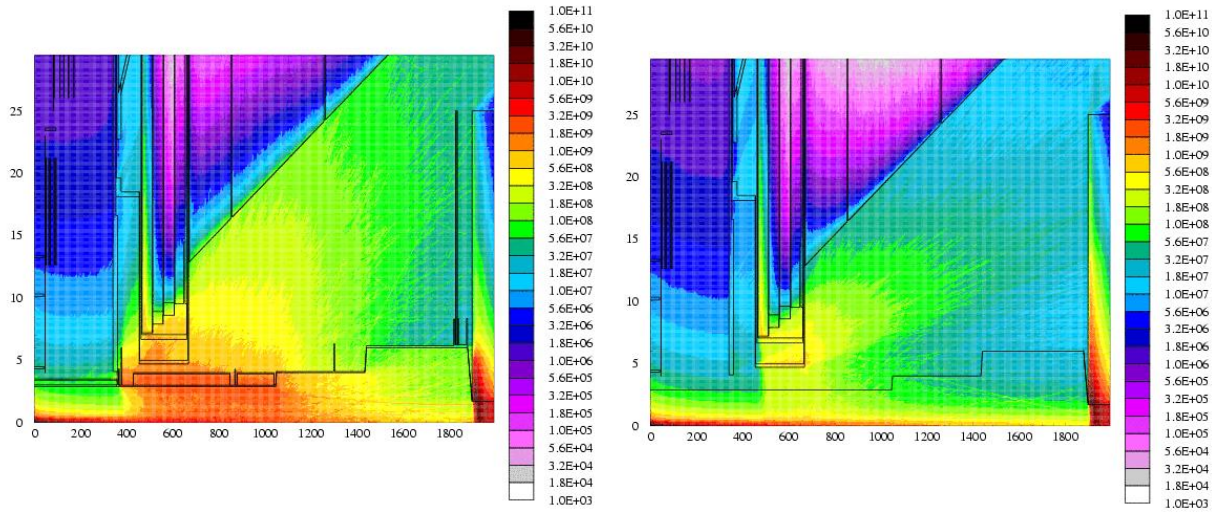 1.0E+11
5.6E+10
3.2E+10
1.8E+10
1.0E+10
5.6E+09
3.2E+09
1.8E+09
1.0E+09
5.6E+08
3.2E+08
1.8E+08
1.0E+08
5.6E+07
3.2E+07
1.8E+07
1.0E+07
5.6E+06
3.2E+06
1.8E+06
1.0E+06
5.6E+05
3.2E+05
1.8E+05
1.0E+05
5.6E+04
3.2E+04
1.8E+04
1.0E+03
25
20
15
10
5
0
0 200 400 600 800 1000 1200 1400 1600 1800
1.0E+11
5.6E+10
3.2E+10
1.8E+10
1.0E+10
5.6E+09
3.2E+09
1.8E+09
1.0E+09
5.6E+08
3.2E+08
1.8E+08
1.0E+08
5.6E+07
3.2E+07
1.8E+07
1.0E+07
5.6E+06
3.2E+06
1.8E+06
1.0E+06
5.6E+05
3.2E+05
1.8E+05
1.0E+05
5.6E+04
3.2E+04
1.8E+04
1.0E+03
25
20
15
10
5
0
0 200 400 600 800 1000 1200 1400 1600 1800